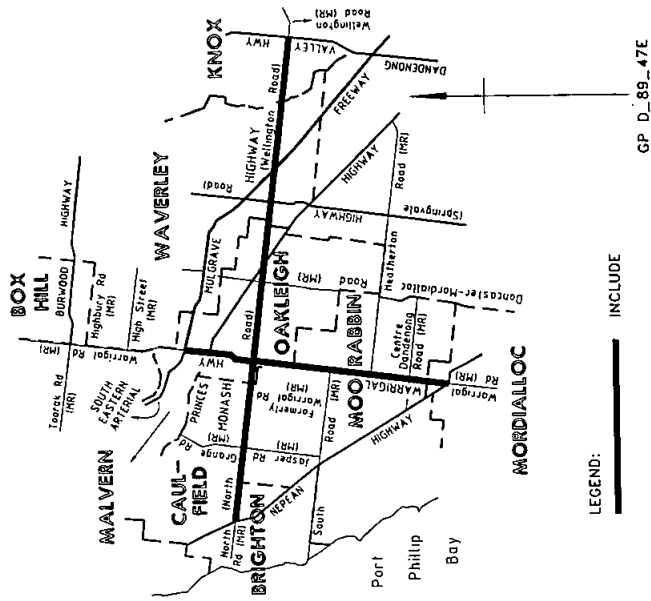 Wellington
Road (MR)
KNOX
HWY
VALLEY
DANDENONG
Road)
HIGHWAY
(Wellington
FREEWAY
HIGHWAY
WAVERLEY
Road)
HIGHWAY
(Springvale
Road (MR)
Heatherton
BOX
HILL
HIGHWAY
BURWOOD
Highbury Rd
(MR)
High Street
(MR)
MULGRAVE
OAKLEIGH
Road (MR)
Doncaster-Mordialloc
Centre
Dandenong
Road (MR)
Toorak Rd
(MR)
Warrigal Rd
(MR)
SOUTH
EASTERN
ARTERIAL
HWY
PRINCES
Road)
MONASH
Formerly
Warrigal Rd
(MR)
MOORABBIN
WARRIGAL
Warrigal
Rd (MR)
MALVERN
CAUL-
FIELD
Grange
Rd (MR)
Jasper
Rd (MR)
Road
South
HIGHWAY
NEPEAN
(North
North
Rd (MR)
BRIGHTON
MORDIALLOC
Port
Phillip
Bay
LEGEND:
INCLUDE
GP D_89_47E